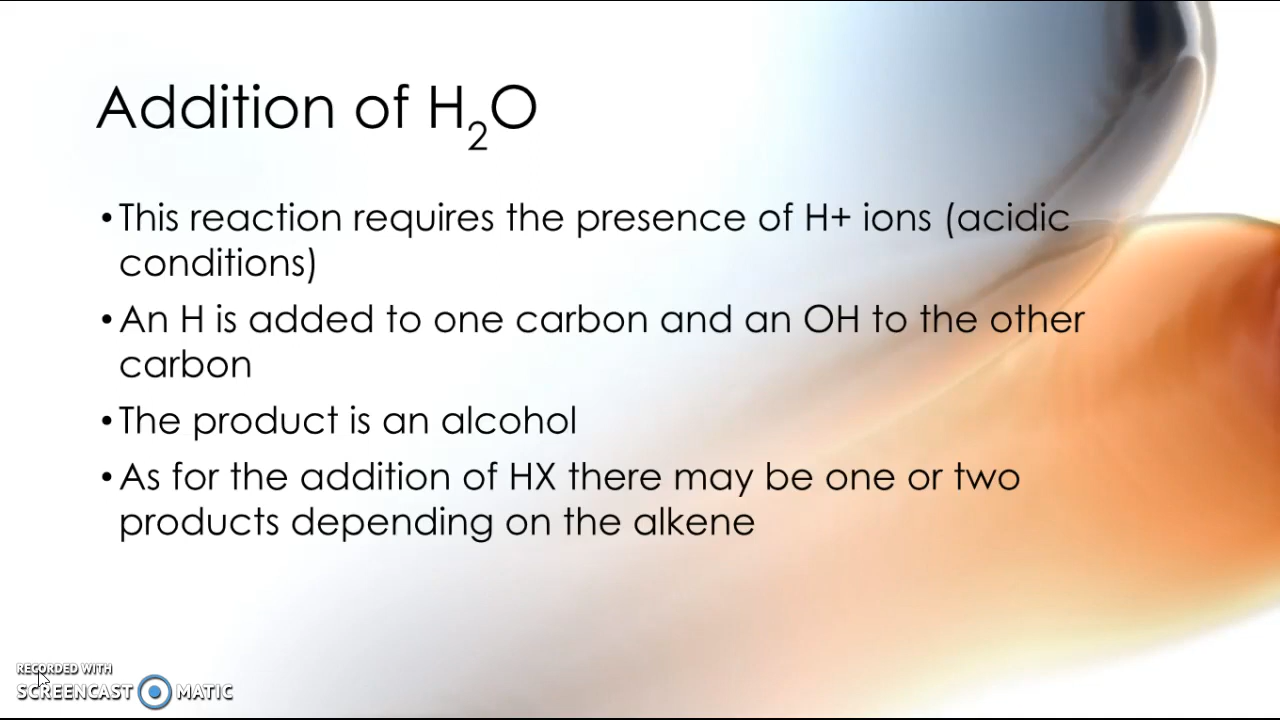 Addition of H₂O
•This reaction requires the presence of H+ ions (acidic
conditions)
•An H is added to one carbon and an OH to the other
carbon
•The product is an alcohol
•As for the addition of HX there may be one or two
products depending on the alkene
RECORDED WITH
SCREENCAST MATIC